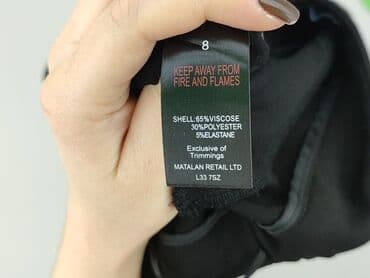 8
KEEP AWAY FROM
FIRE AND FLAMES
SHELL:65%VISCOSE
30%POLYESTER
5%ELASTANE
Exclusive of
Trimmings
MATALAN RETAIL LTD
L33 7SZ